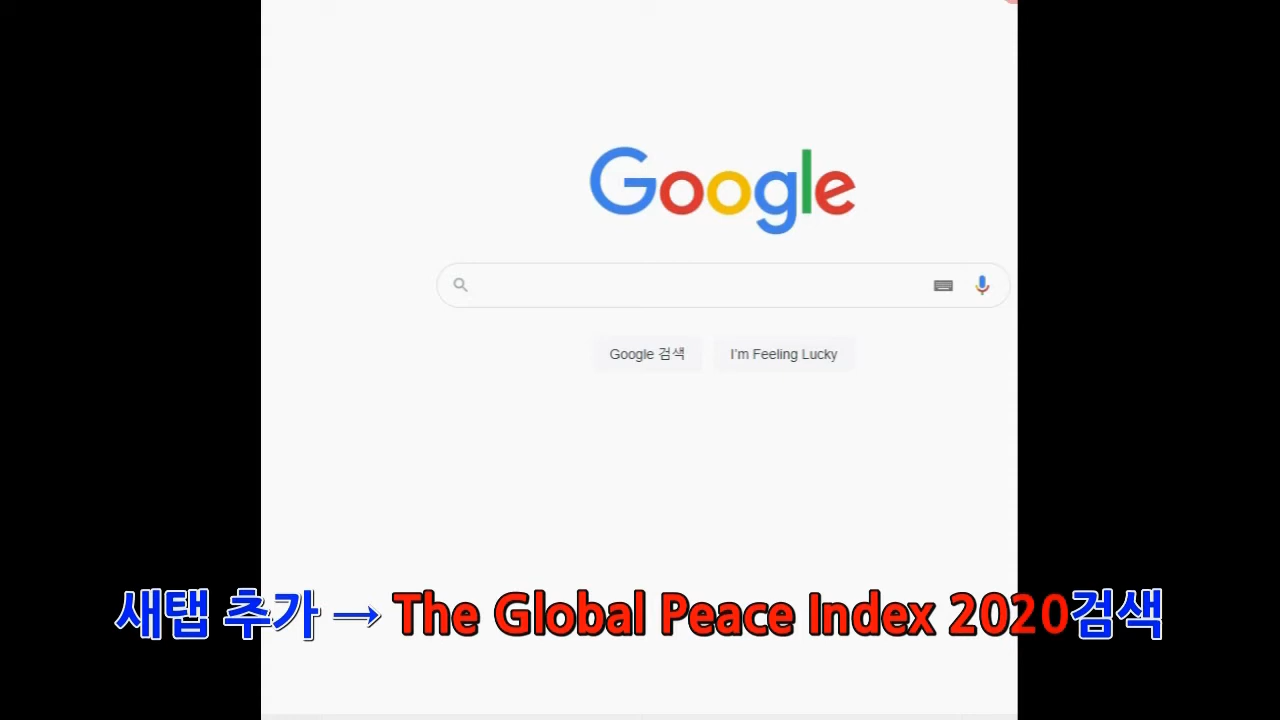 Google
Google 검색
I'm Feeling Lucky
새탭 추가 → The Global Peace Index 2020검색